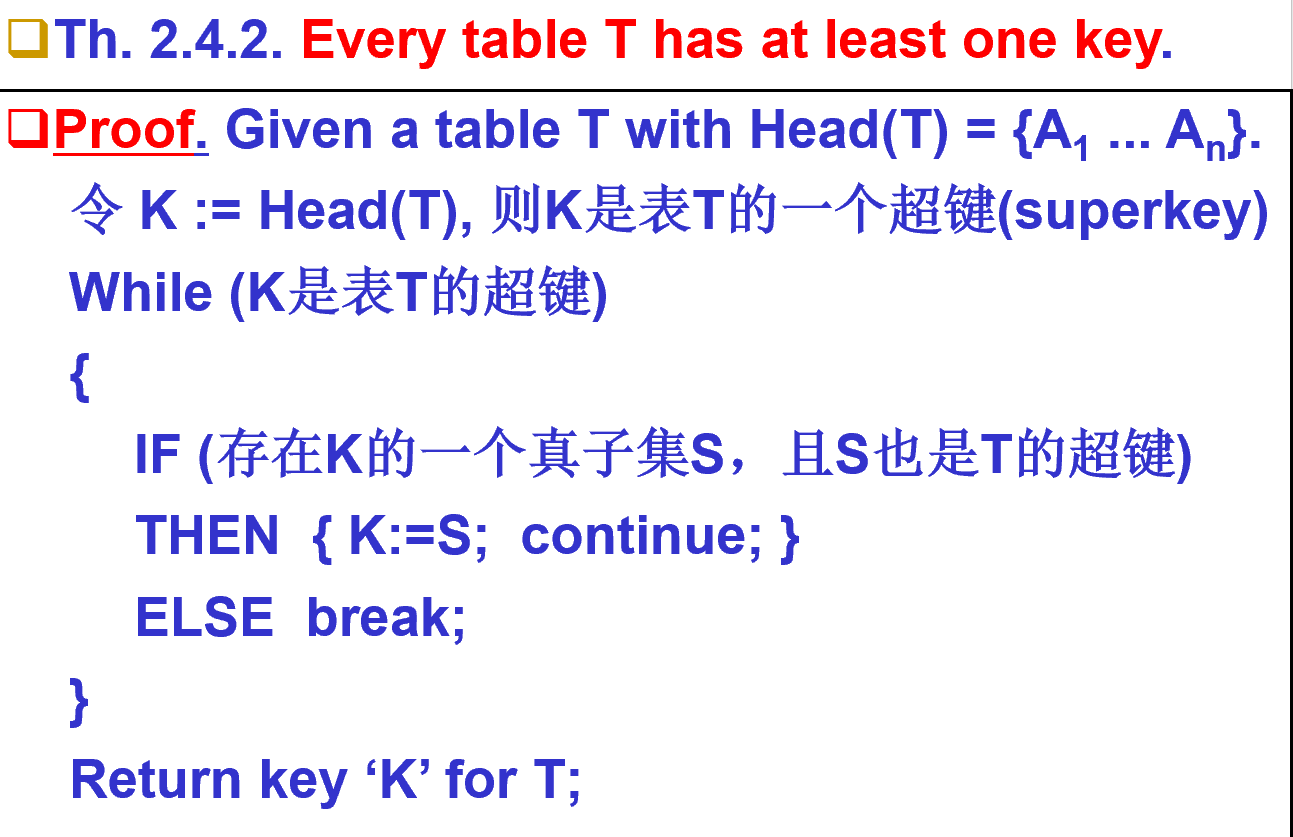 Th. 2.4.2. Every table T has at least one key.
Proof. Given a table T with Head(T) = {A₁ ... Aₙ}.
令 K := Head(T), 则K是表T的一个超键(superkey)
While (K是表T的超键)
{
IF (存在K的一个真子集S，且S也是T的超键)
THEN { K:=S; continue; }
ELSE break;
}
Return key ‘K’ for T;